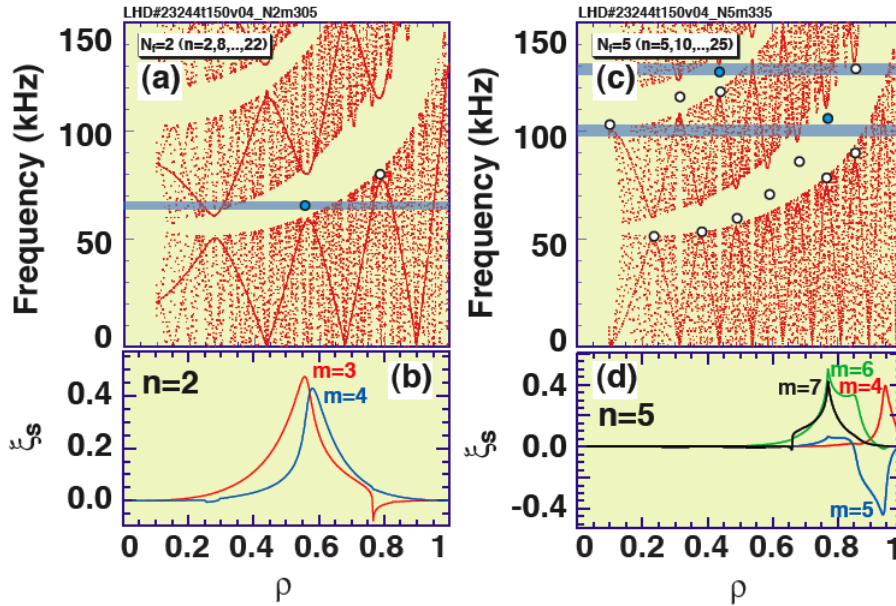 LHD#23244t150v04_N2m305
LHD#23244t150v04_N5m335
150
100
50
0
Frequency (kHz)
Nf=2 (n=2,8,..,22)
(a)
150
100
50
0
Frequency (kHz)
Nf=5 (n=5,10,..,25)
(c)
0.4
0.2
0.0
ξs
n=2
m=3
m=4
(b)
0 0.2 0.4 0.6 0.8 1
ρ
0.4
0.0
-0.4
ξs
(d)
n=5
m=6
m=7
m=4
m=5
0 0.2 0.4 0.6 0.8 1
ρ